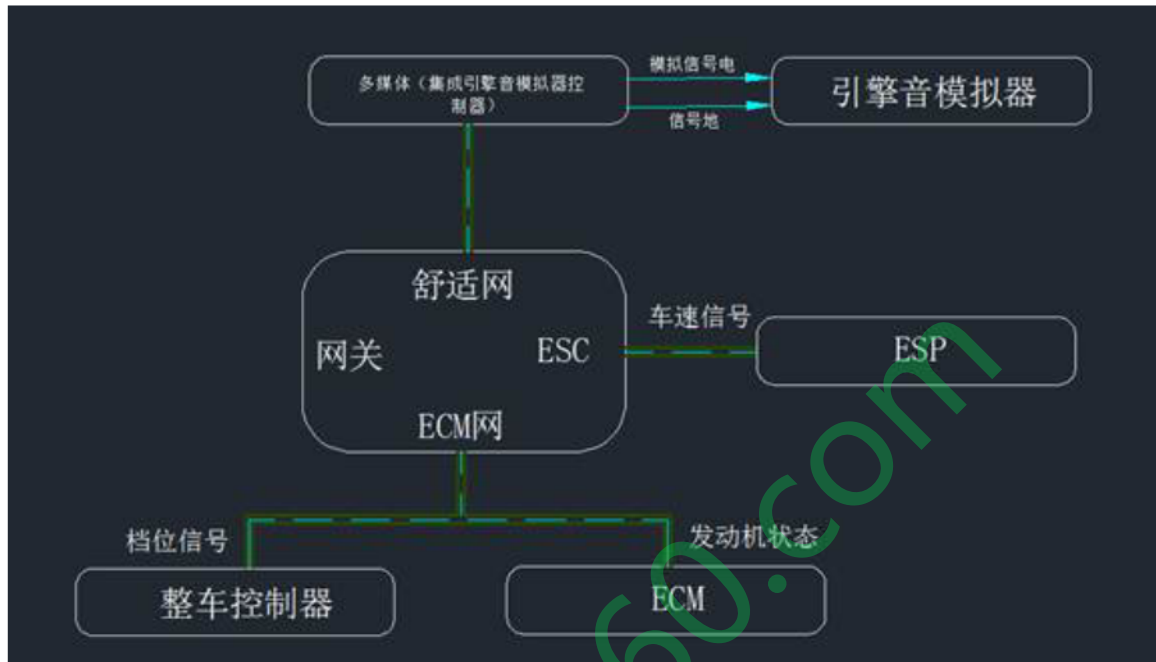 多媒体（集成引擎音模拟器控
制器）
模拟信号电
信号地
引擎音模拟器
舒适网
网关
ESC
ECM网
车速信号
ESP
档位信号
发动机状态
整车控制器
ECM
60.com